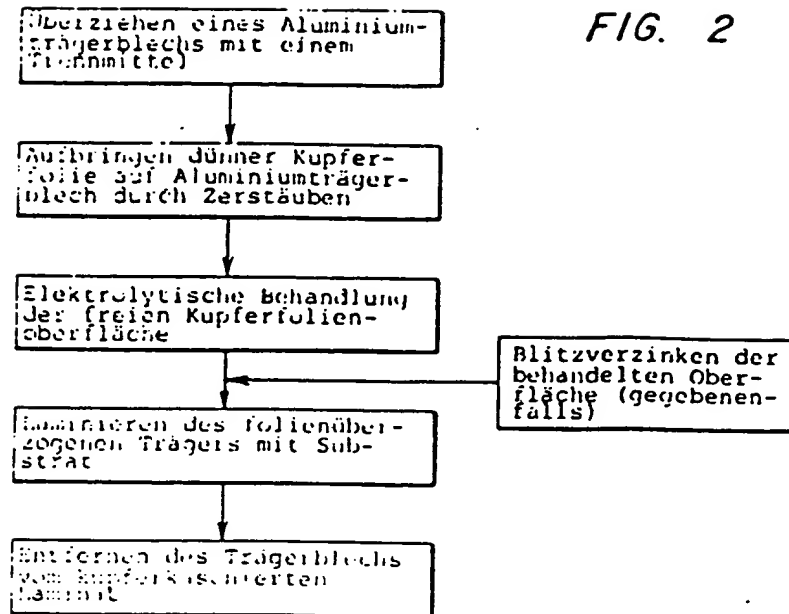 FIG. 2
Überziehen eines Aluminium-
trägerblechs mit einem
Trennmittel
Aufbringen dünner Kupfer-
folie auf Aluminiumträger-
blech durch Zerstäuben
Elektrolytische Behandlung
der freien Kupferfolien-
oberfläche
Blitzverzinken der
behandelten Ober-
fläche (gegebenen-
falls)
Laminieren des folienüber-
zogenen Trägers mit Sub-
strat
Entfernen des Trägerblechs
vom kupferkaschierten
Laminat